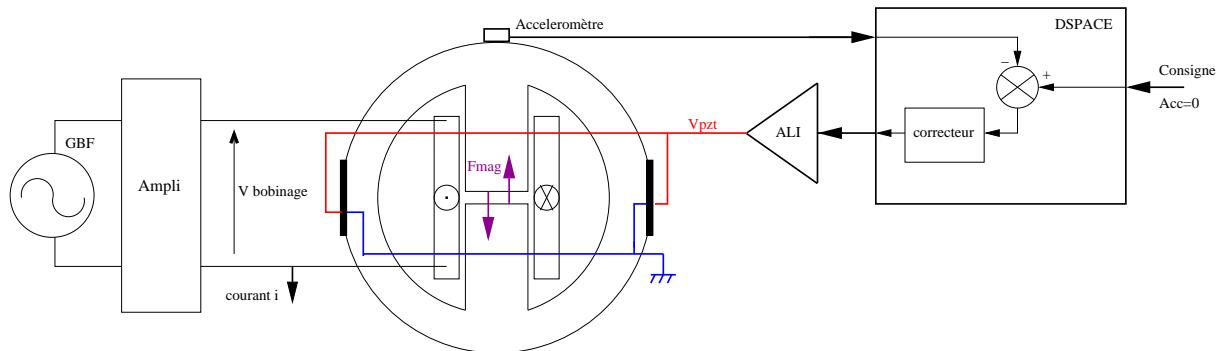 Acceleromètre
DSPACE
GBF
Ampli
V bobinage
courant i
Fmag
Vpzt
ALI
correcteur
−
+
Consigne
Acc=0